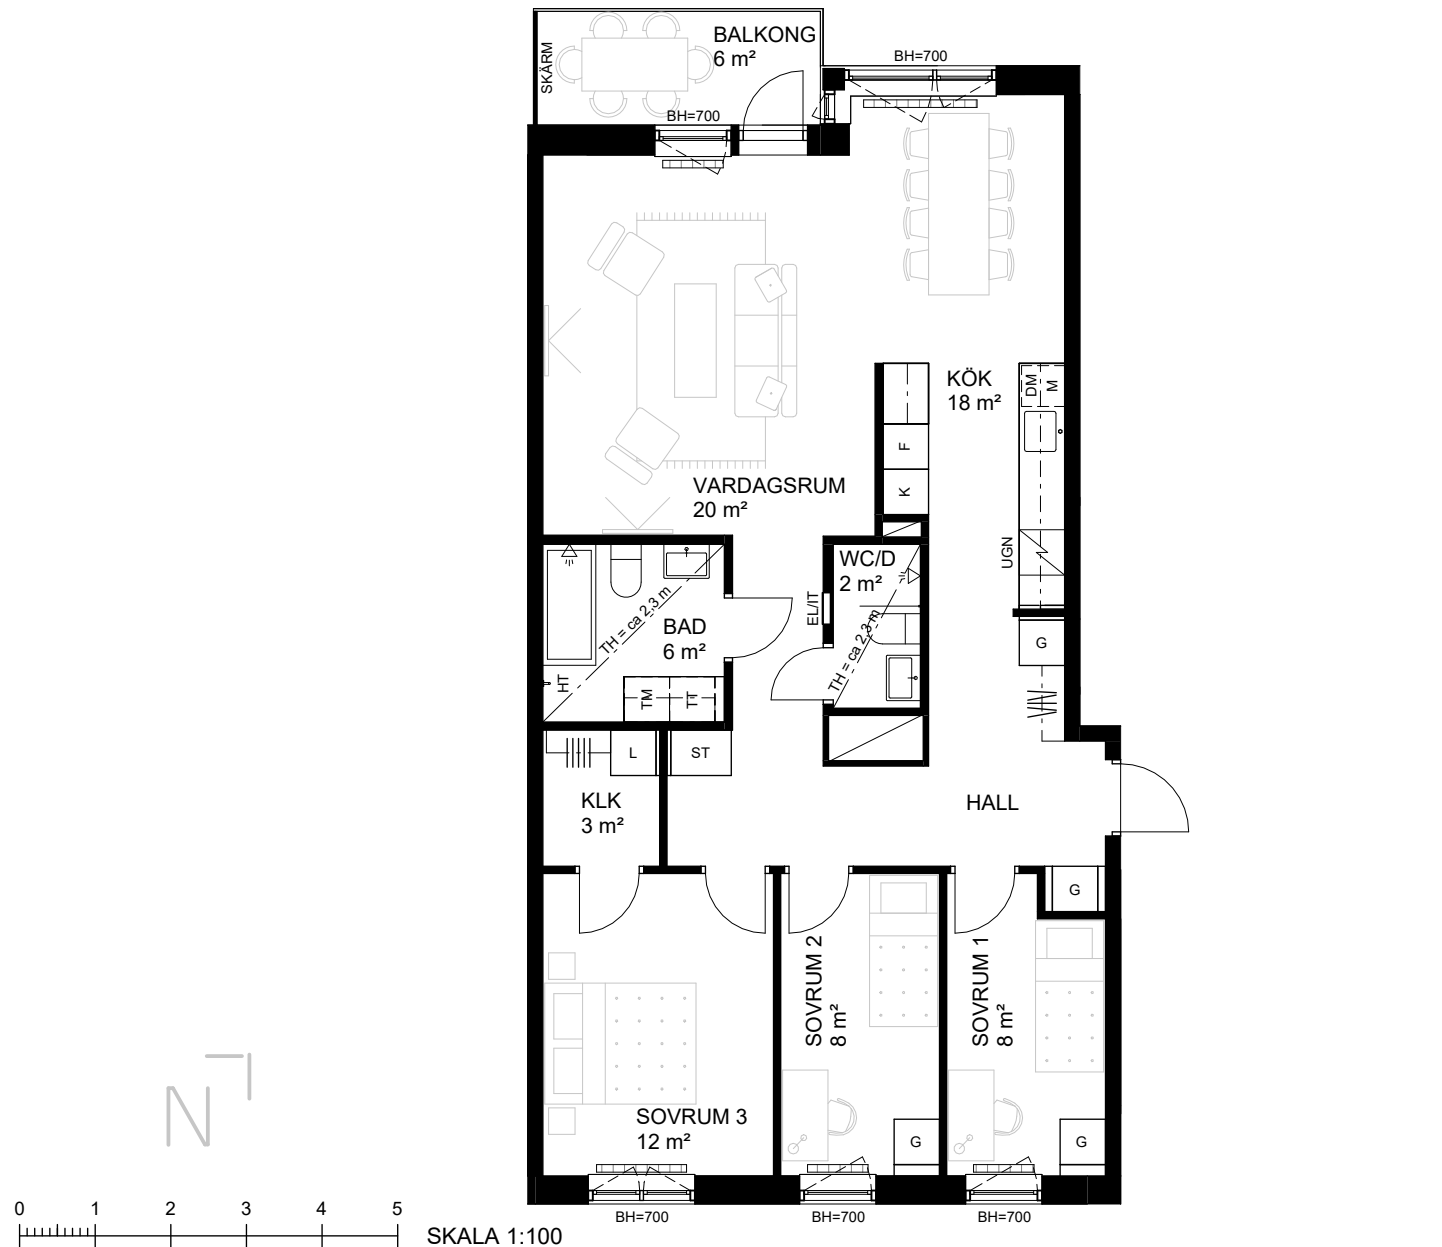 BALKONG
6 m²
SKÄRM
BH=700
BH=700
KÖK
18 m²
DM
M
F
K
VARDAGSRUM
20 m²
UGN
WC/D
2 m²
EL/IT
TH = ca 2,3 m
BAD
6 m²
TH = ca 2,3 m
HT
TM
TT
G
L
ST
KLK
3 m²
HALL
G
SOVRUM 2
8 m²
SOVRUM 1
8 m²
SOVRUM 3
12 m²
G
G
N
BH=700
BH=700
BH=700
0 1 2 3 4 5
SKALA 1:100